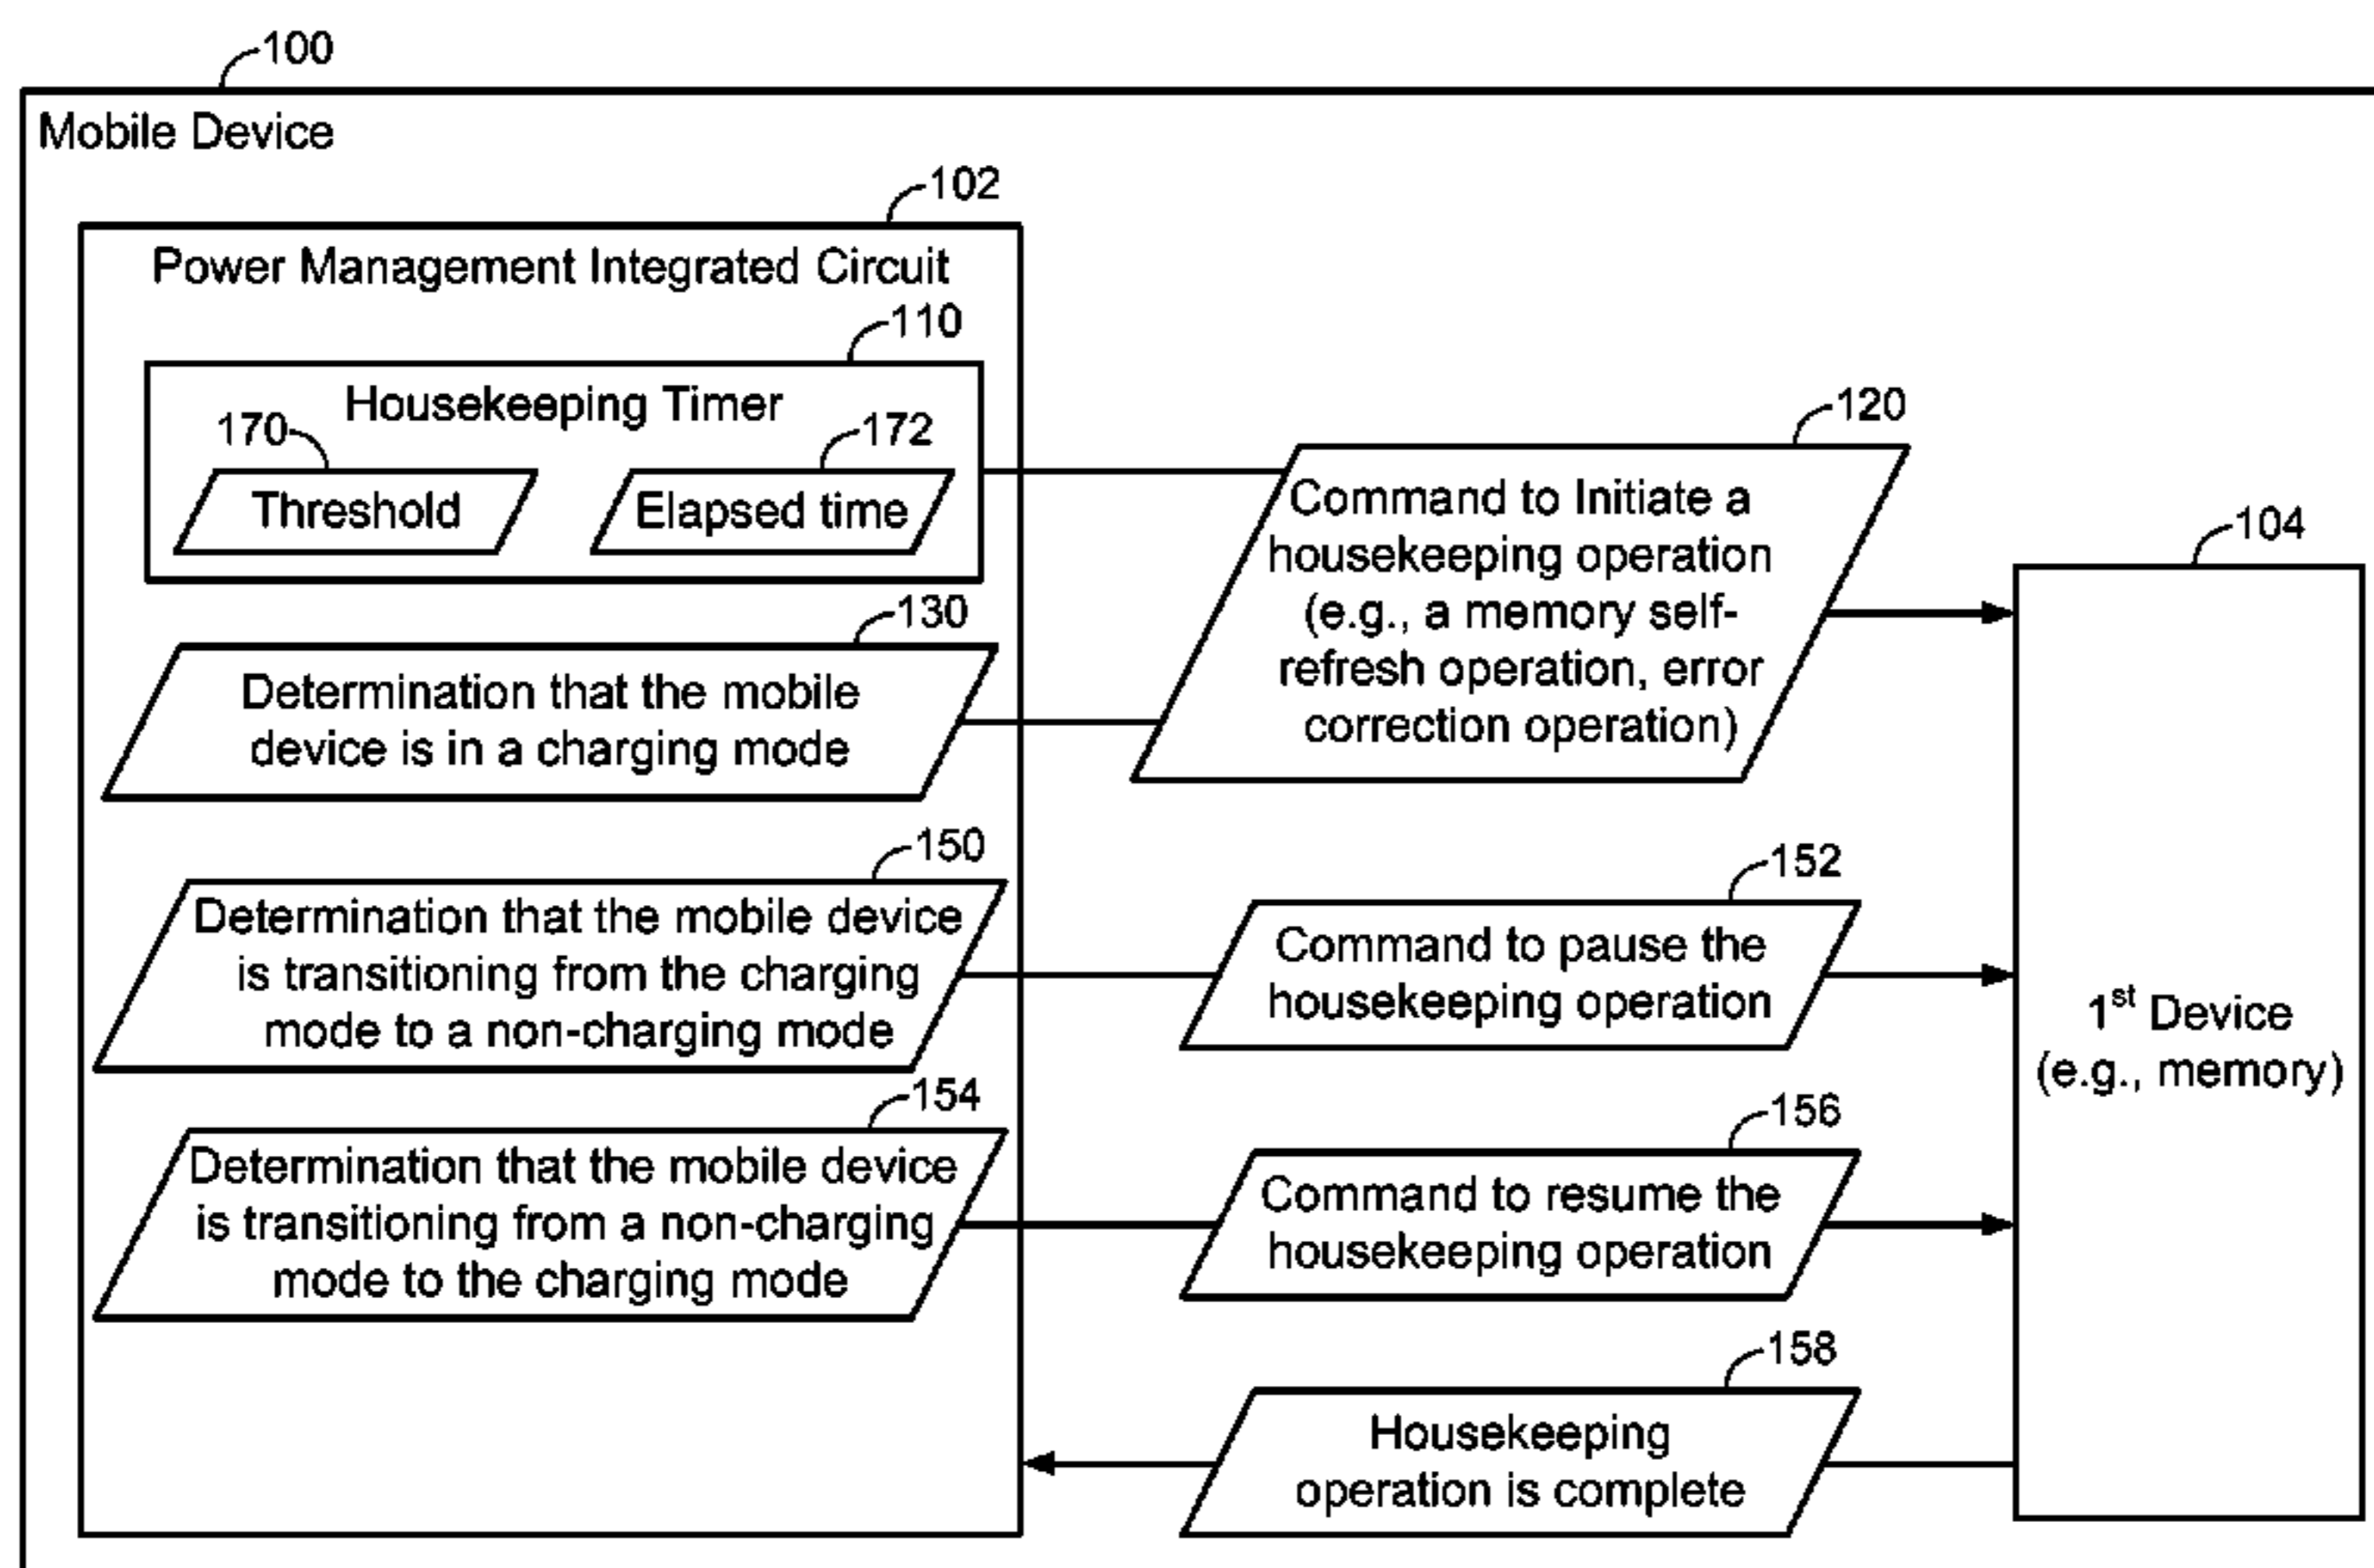 100
Mobile Device
102
Power Management Integrated Circuit
110
Housekeeping Timer
170
172
Threshold
Elapsed time
120
Command to Initiate a
housekeeping operation
(e.g., a memory self-
refresh operation, error
correction operation)
104
1st Device
(e.g., memory)
130
Determination that the mobile
device is in a charging mode
150
Determination that the mobile device
is transitioning from the charging
mode to a non-charging mode
152
Command to pause the
housekeeping operation
154
Determination that the mobile device
is transitioning from a non-charging
mode to the charging mode
156
Command to resume the
housekeeping operation
158
Housekeeping
operation is complete